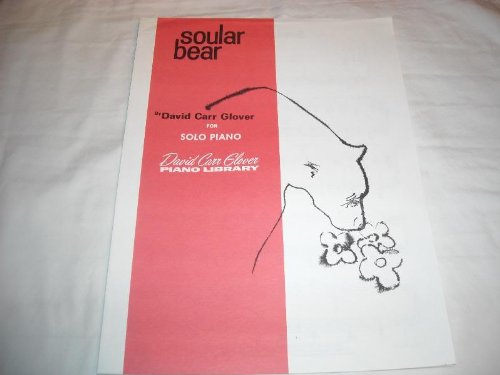 soular
bear
BY David Carr Glover
FOR
SOLO PIANO
David Carr Glover
PIANO LIBRARY